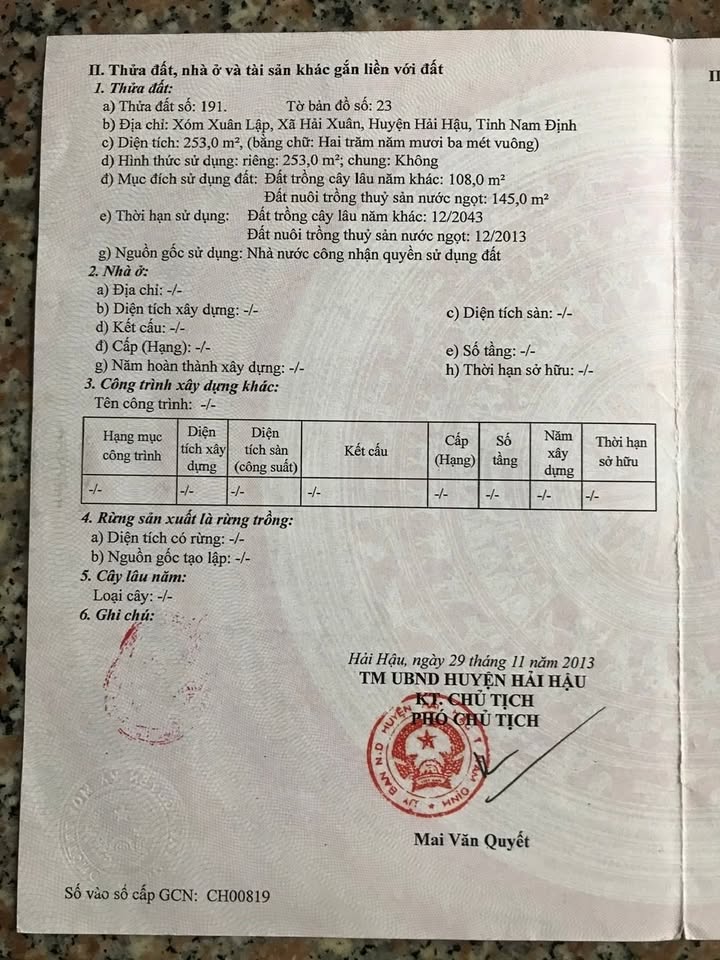 II. Thửa đất, nhà ở và tài sản khác gắn liền với đất
1. Thửa đất:
a) Thửa đất số: 191. Tờ bản đồ số: 23
b) Địa chỉ: Xóm Xuân Lập, Xã Hải Xuân, Huyện Hải Hậu, Tỉnh Nam Định
c) Diện tích: 253,0 m², (bằng chữ: Hai trăm năm mươi ba mét vuông)
d) Hình thức sử dụng: riêng: 253,0 m²; chung: Không
đ) Mục đích sử dụng đất: Đất trồng cây lâu năm khác: 108,0 m²
Đất nuôi trồng thuỷ sản nước ngọt: 145,0 m²
e) Thời hạn sử dụng: Đất trồng cây lâu năm khác: 12/2043
Đất nuôi trồng thuỷ sản nước ngọt: 12/2013
g) Nguồn gốc sử dụng: Nhà nước công nhận quyền sử dụng đất
2. Nhà ở:
a) Địa chỉ: -/-
b) Diện tích xây dựng: -/- c) Diện tích sàn: -/-
d) Kết cấu: -/-
đ) Cấp (Hạng): -/- e) Số tầng: -/-
g) Năm hoàn thành xây dựng: -/- h) Thời hạn sở hữu: -/-
3. Công trình xây dựng khác:
Tên công trình: -/-
Hạng mục công trình Diện tích xây dựng Diện tích sàn (công suất) Kết cấu Cấp (Hạng) Số tầng Năm xây dựng Thời hạn sở hữu
-/- -/- -/- -/- -/- -/- -/- -/-
4. Rừng sản xuất là rừng trồng:
a) Diện tích có rừng: -/-
b) Nguồn gốc tạo lập: -/-
5. Cây lâu năm:
Loại cây: -/-
6. Ghi chú:
Hải Hậu, ngày 29 tháng 11 năm 2013
TM UBND HUYỆN HẢI HẬU
KT. CHỦ TỊCH
PHÓ CHỦ TỊCH
Mai Văn Quyết
Số vào sổ cấp GCN: CH00819
II